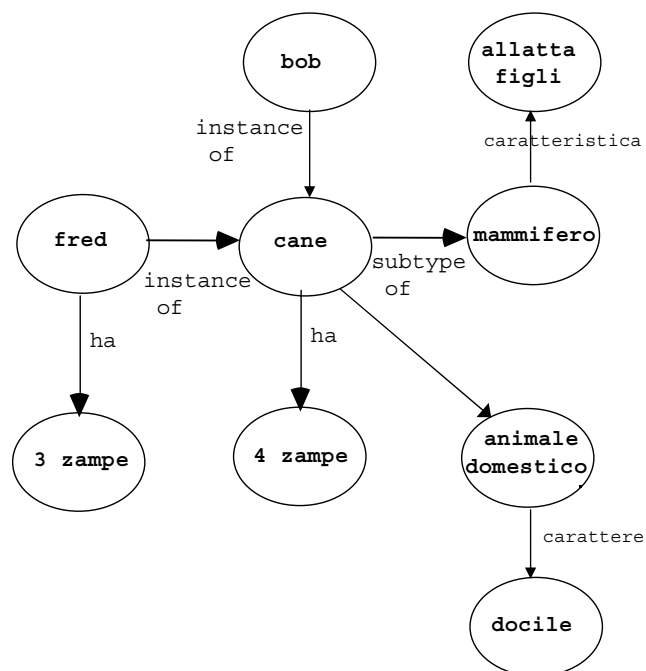 bob
allatta
figli
instance
of
caratteristica
fred
cane
mammifero
instance
of
subtype
of
ha
ha
3 zampe
4 zampe
animale
domestico
carattere
docile